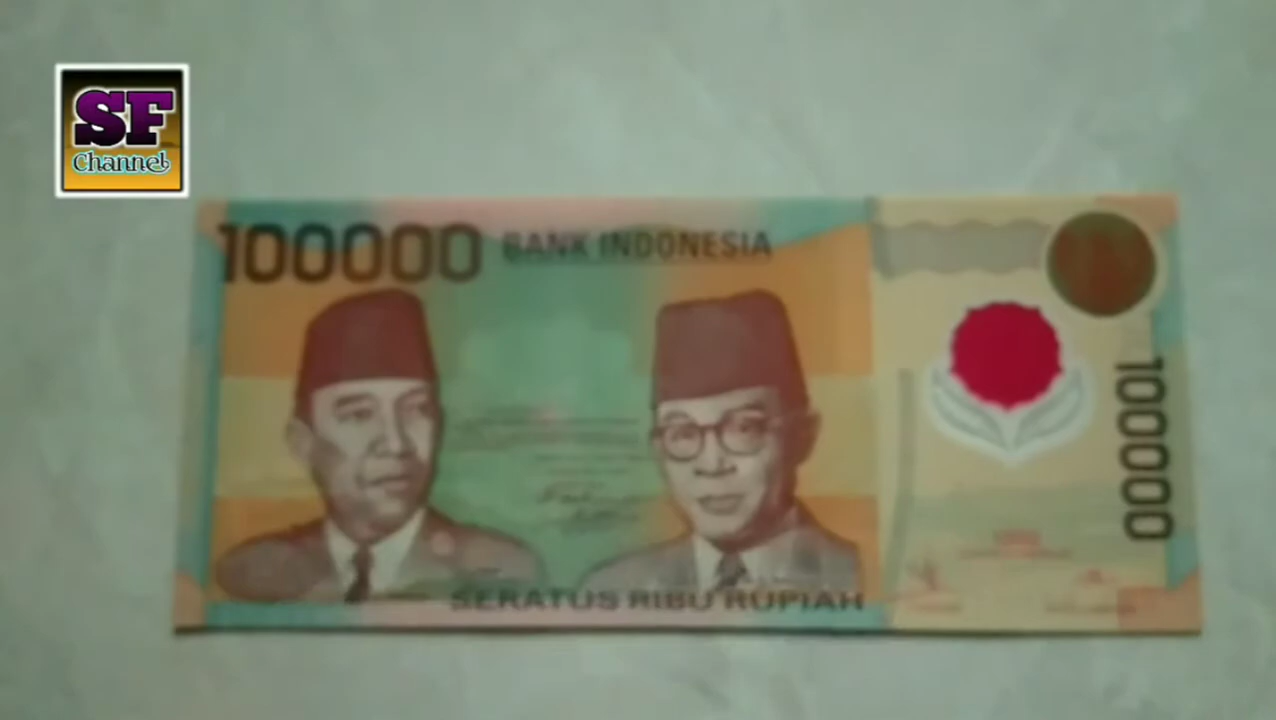 SF
Channel
100000
BANK INDONESIA
100000
SERATUS RIBU RUPIAH